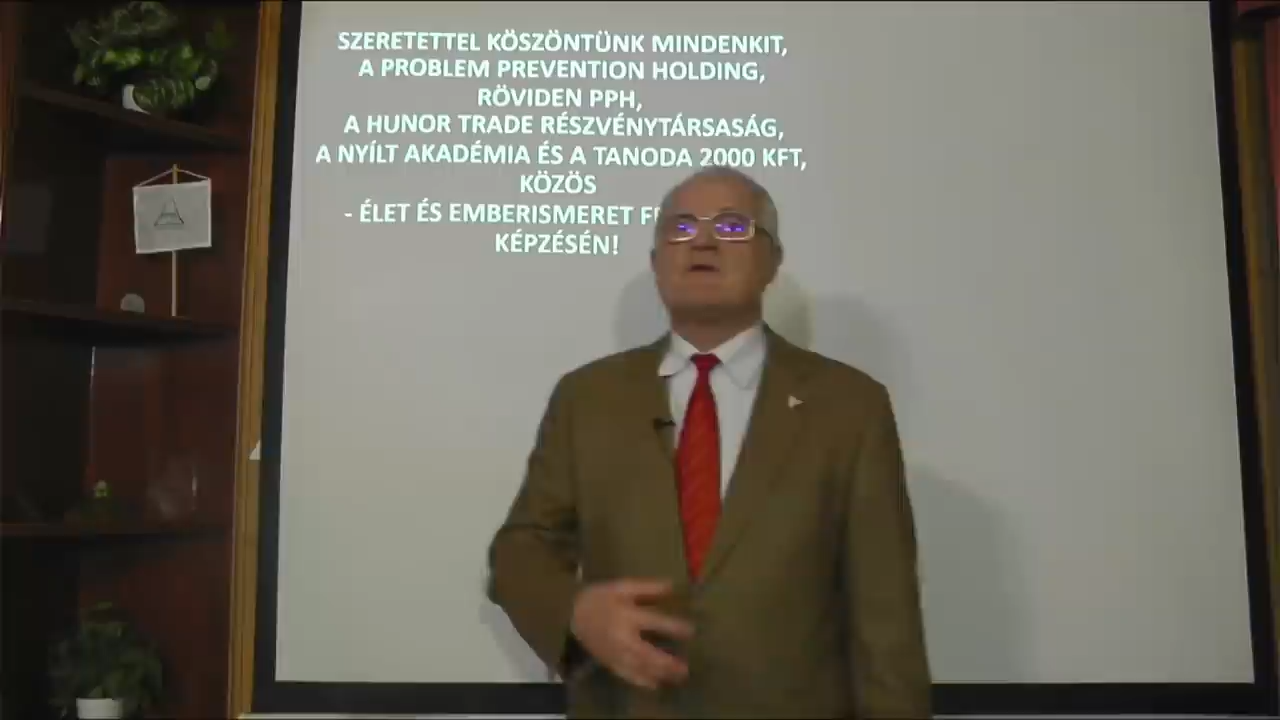 SZERETETTEL KÖSZÖNTÜNK MINDENKIT,
A PROBLEM PREVENTION HOLDING,
RÖVIDEN PPH,
A HUNOR TRADE RÉSZVÉNYTÁRSASÁG,
A NYÍLT AKADÉMIA ÉS A TANODA 2000 KFT,
KÖZÖS
- ÉLET ÉS EMBERISMERET
KÉPZÉSÉN!